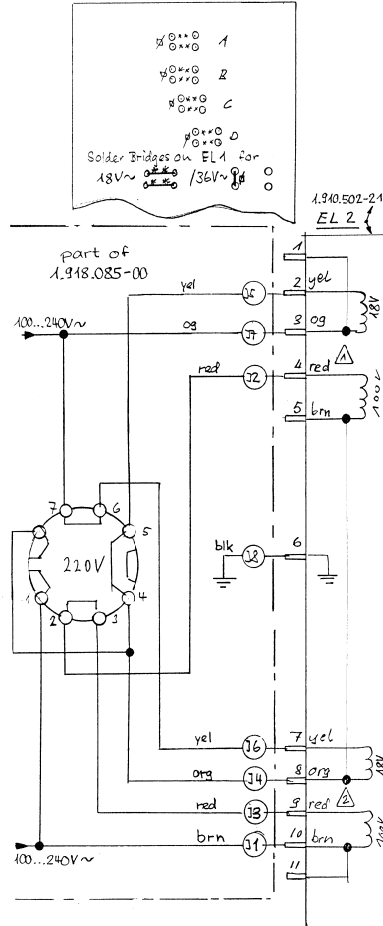 A
B
C
D
Solder Bridges on EL1 for
18V~ /36V~
1.910.502-21
EL 2
part of
1.918.085-00
1
yel J5 2 yel
18V
100...240V~ og J7 3 og
1
red J2 4 red
100V
5 brn
7 6
5
220V
blk J8 6
1 4
2 3
yel J6 7 yel
18V
org J4 8 org
2
red J3 9 red
brn J1 10 brn
100...240V~
11